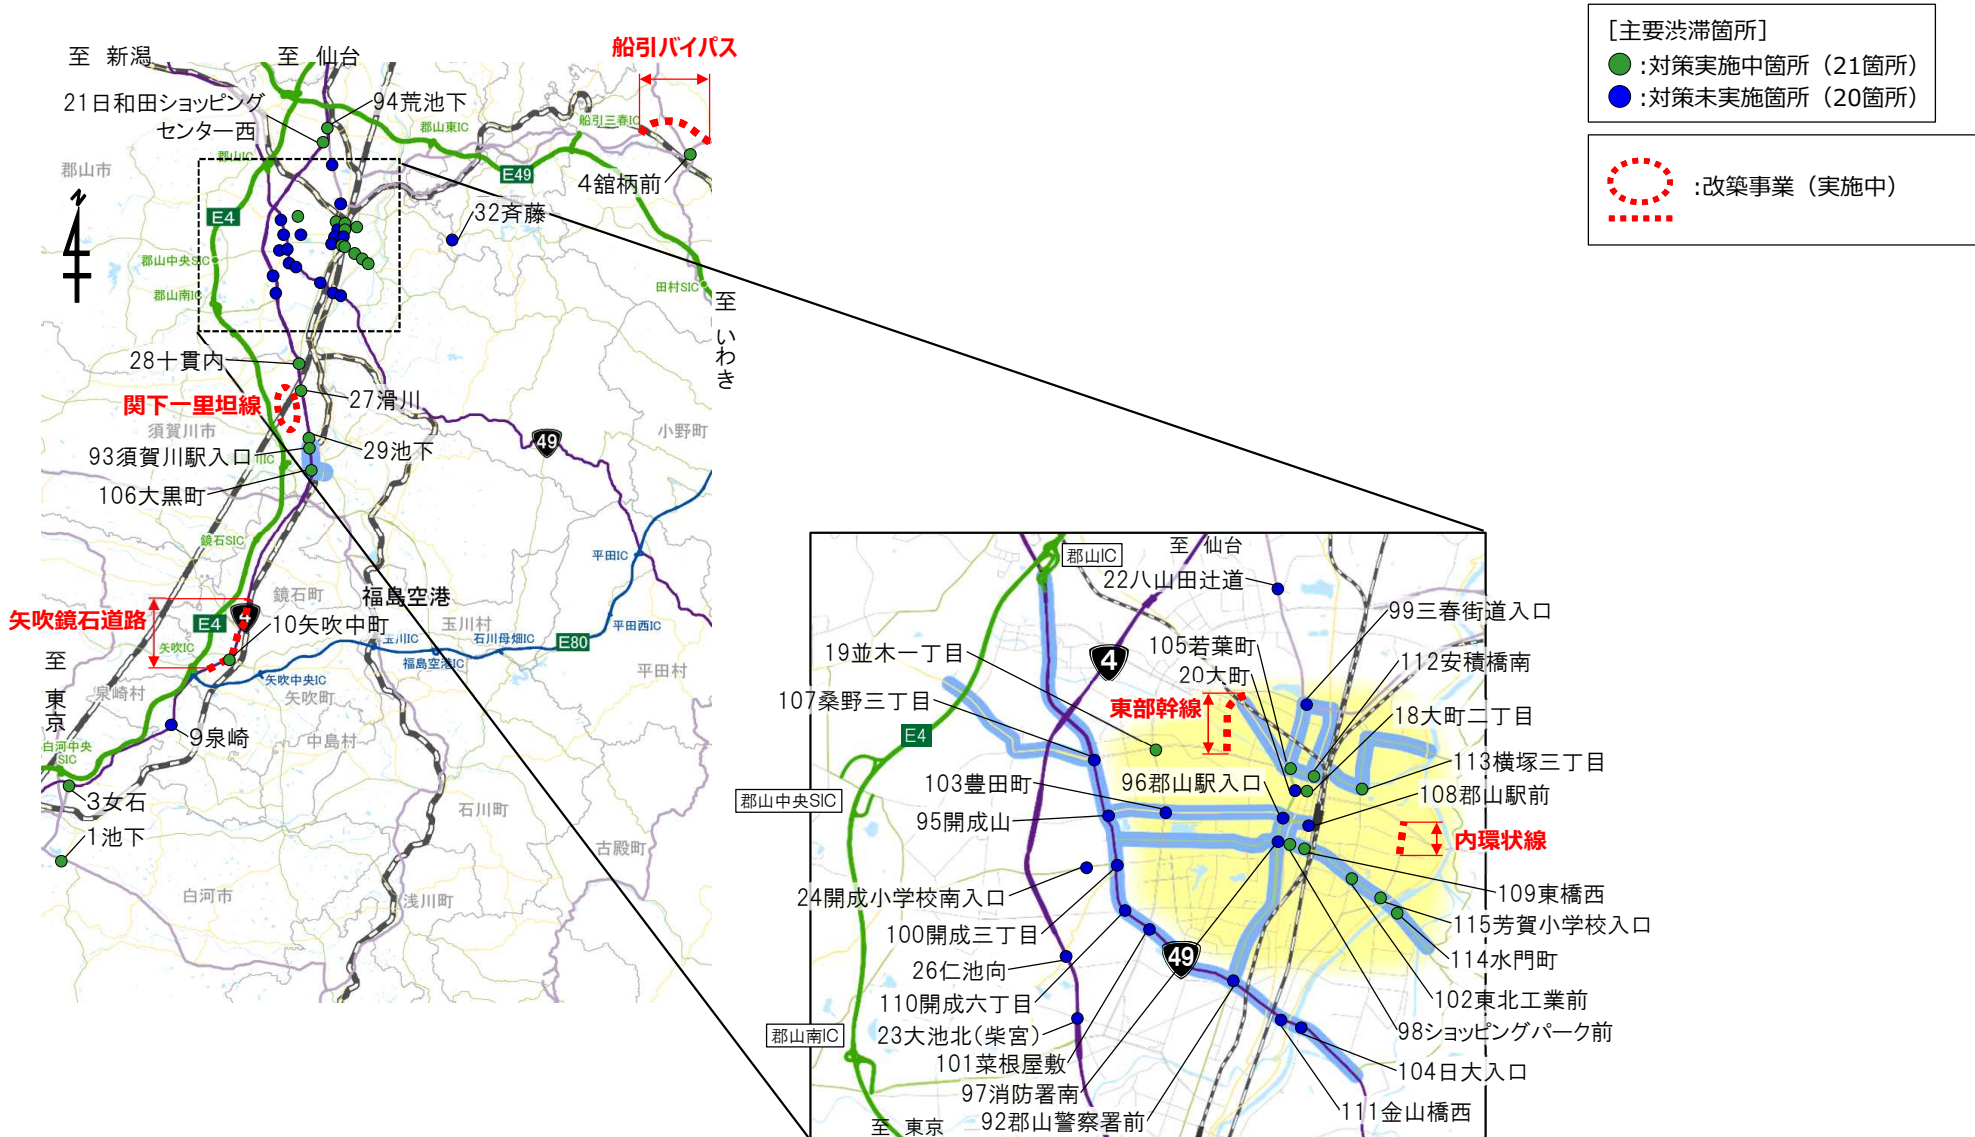 [主要渋滞箇所]
:対策実施中箇所（21箇所）
:対策未実施箇所（20箇所）
:改築事業（実施中）
至 新潟
至 仙台
船引バイパス
21日和田ショッピング
センター西
94荒池下
郡山東IC
船引三春IC
郡山IC
郡山市
E49
4舘柄前
E4
32斉藤
郡山中央SIC
郡山南IC
田村SIC
至 いわき
28十貫内
27滑川
関下一里坦線
須賀川市
小野町
49
29池下
93須賀川駅入口
106大黒町
鏡石SIC
平田IC
矢吹鏡石道路
鏡石町
福島空港
4
E4
10矢吹中町
玉川村
平田西IC
矢吹IC
玉川IC
石川母畑IC
E80
福島空港IC
至 東京
泉崎村
矢吹中央IC
矢吹町
平田村
9泉崎
中島村
白河中央
SIC
3女石
石川町
1池下
古殿町
白河市
浅川町
郡山IC
至 仙台
22八山田辻道
99三春街道入口
105若葉町
19並木一丁目
112安積橋南
4
20大町
107桑野三丁目
東部幹線
18大町二丁目
E4
113横塚三丁目
103豊田町
96郡山駅入口
郡山中央SIC
108郡山駅前
95開成山
内環状線
24開成小学校南入口
109東橋西
115芳賀小学校入口
100開成三丁目
49
114水門町
26仁池向
110開成六丁目
102東北工業前
23大池北(柴宮)
98ショッピングパーク前
郡山南IC
101菜根屋敷
104日大入口
97消防署南
111金山橋西
92郡山警察署前
至 東京